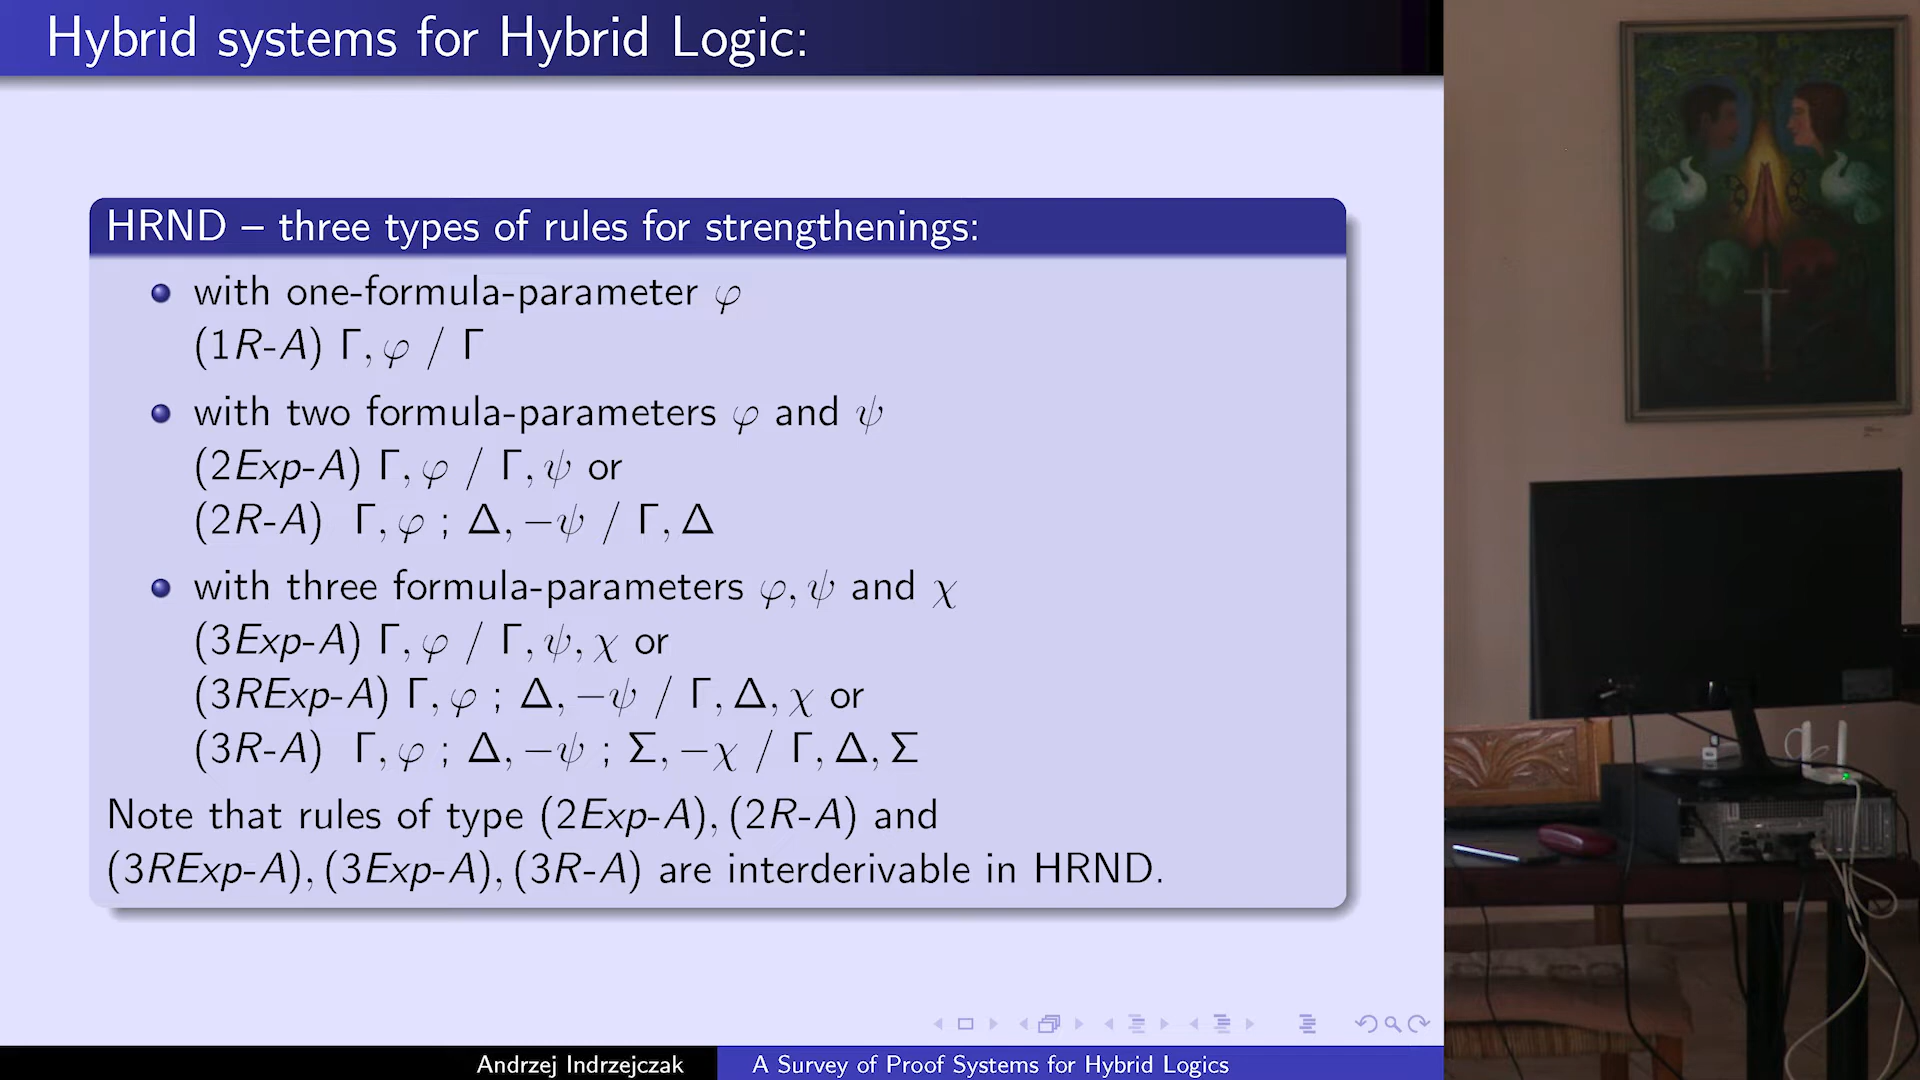 Hybrid systems for Hybrid Logic:
HRND – three types of rules for strengthenings:
with one-formula-parameter φ
(1R-A) Γ, φ / Γ
with two formula-parameters φ and ψ
(2Exp-A) Γ, φ / Γ, ψ or
(2R-A) Γ, φ ; Δ, −ψ / Γ, Δ
with three formula-parameters φ, ψ and χ
(3Exp-A) Γ, φ / Γ, ψ, χ or
(3RExp-A) Γ, φ ; Δ, −ψ / Γ, Δ, χ or
(3R-A) Γ, φ ; Δ, −ψ ; Σ, −χ / Γ, Δ, Σ
Note that rules of type (2Exp-A), (2R-A) and
(3RExp-A), (3Exp-A), (3R-A) are interderivable in HRND.
Andrzej Indrzejczak
A Survey of Proof Systems for Hybrid Logics